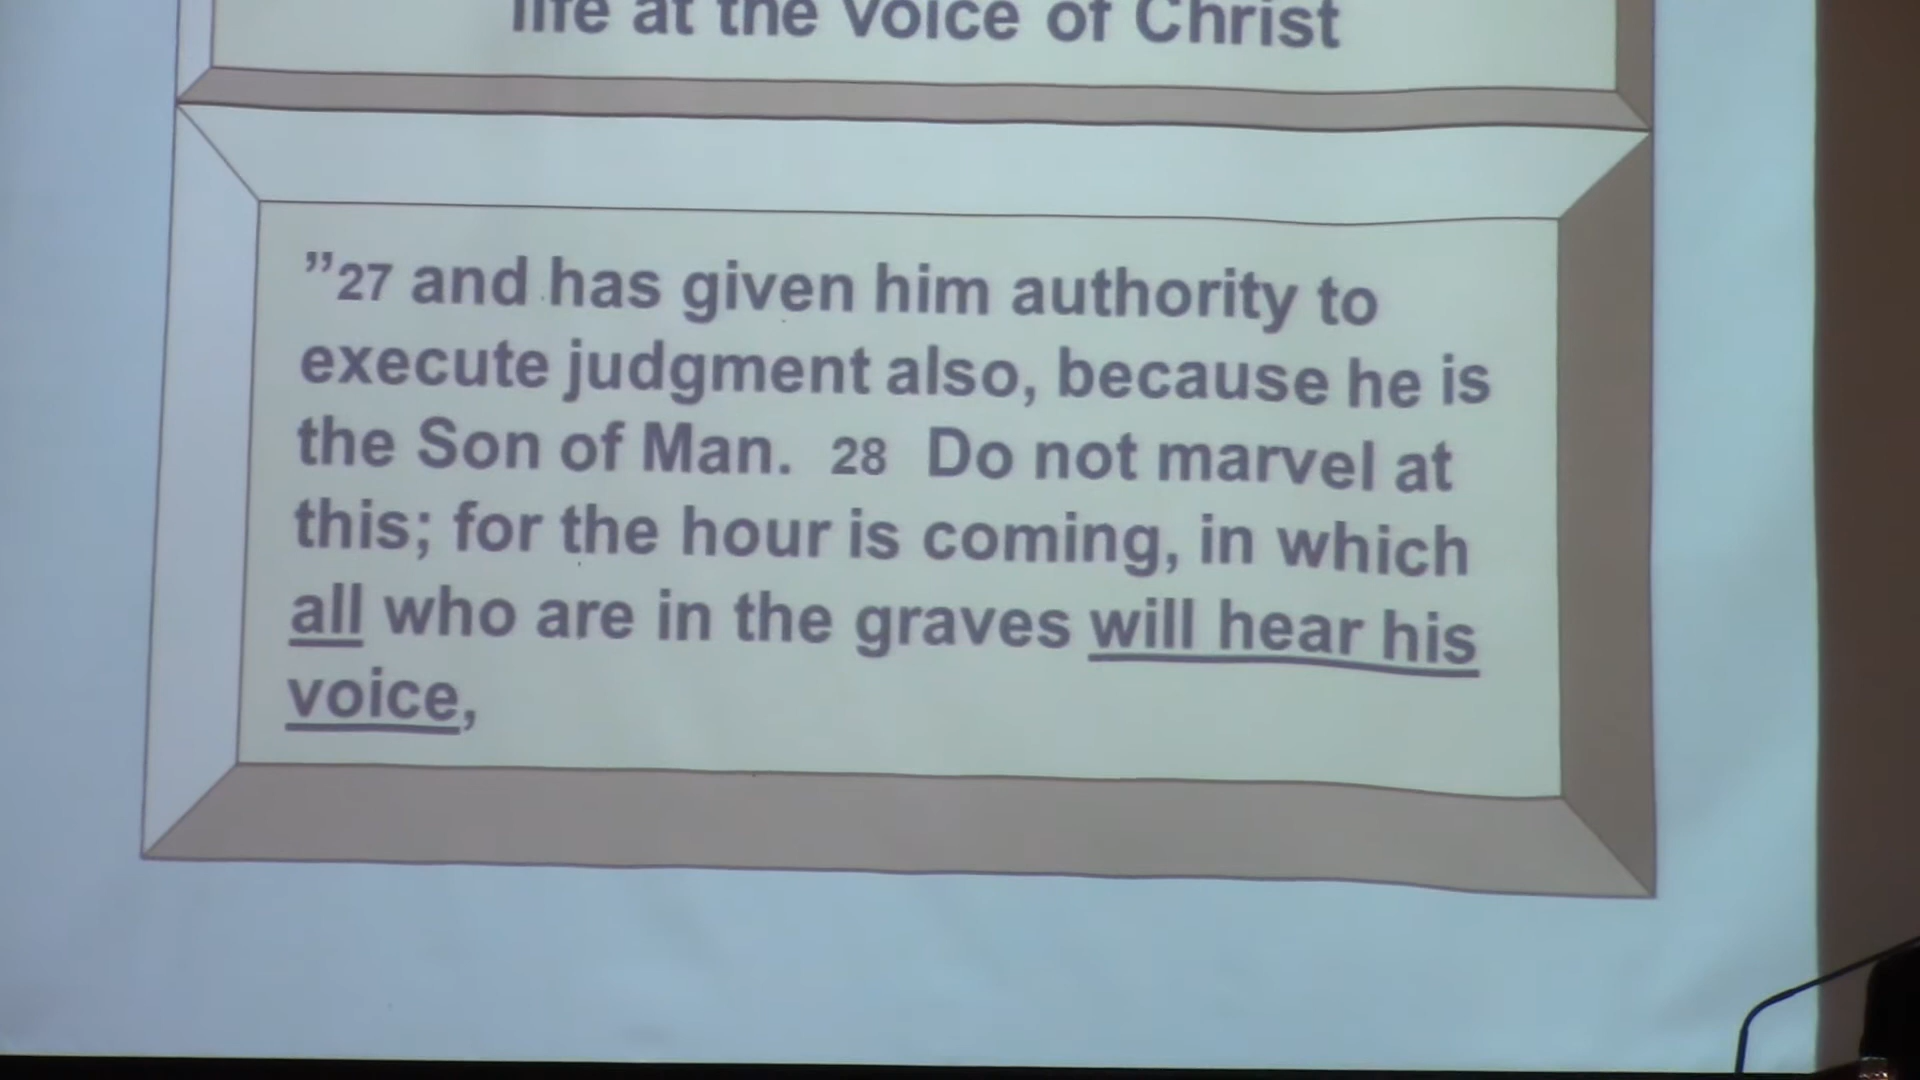 life at the voice of Christ
”27 and has given him authority to
execute judgment also, because he is
the Son of Man. 28 Do not marvel at
this; for the hour is coming, in which
all who are in the graves will hear his
voice,